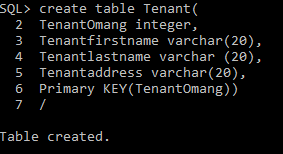 SQL> create table Tenant(
2 TenantOmang integer,
3 Tenantfirstname varchar(20),
4 Tenantlastname varchar (20),
5 Tenantaddress varchar(20),
6 Primary KEY(TenantOmang))
7 /
Table created.